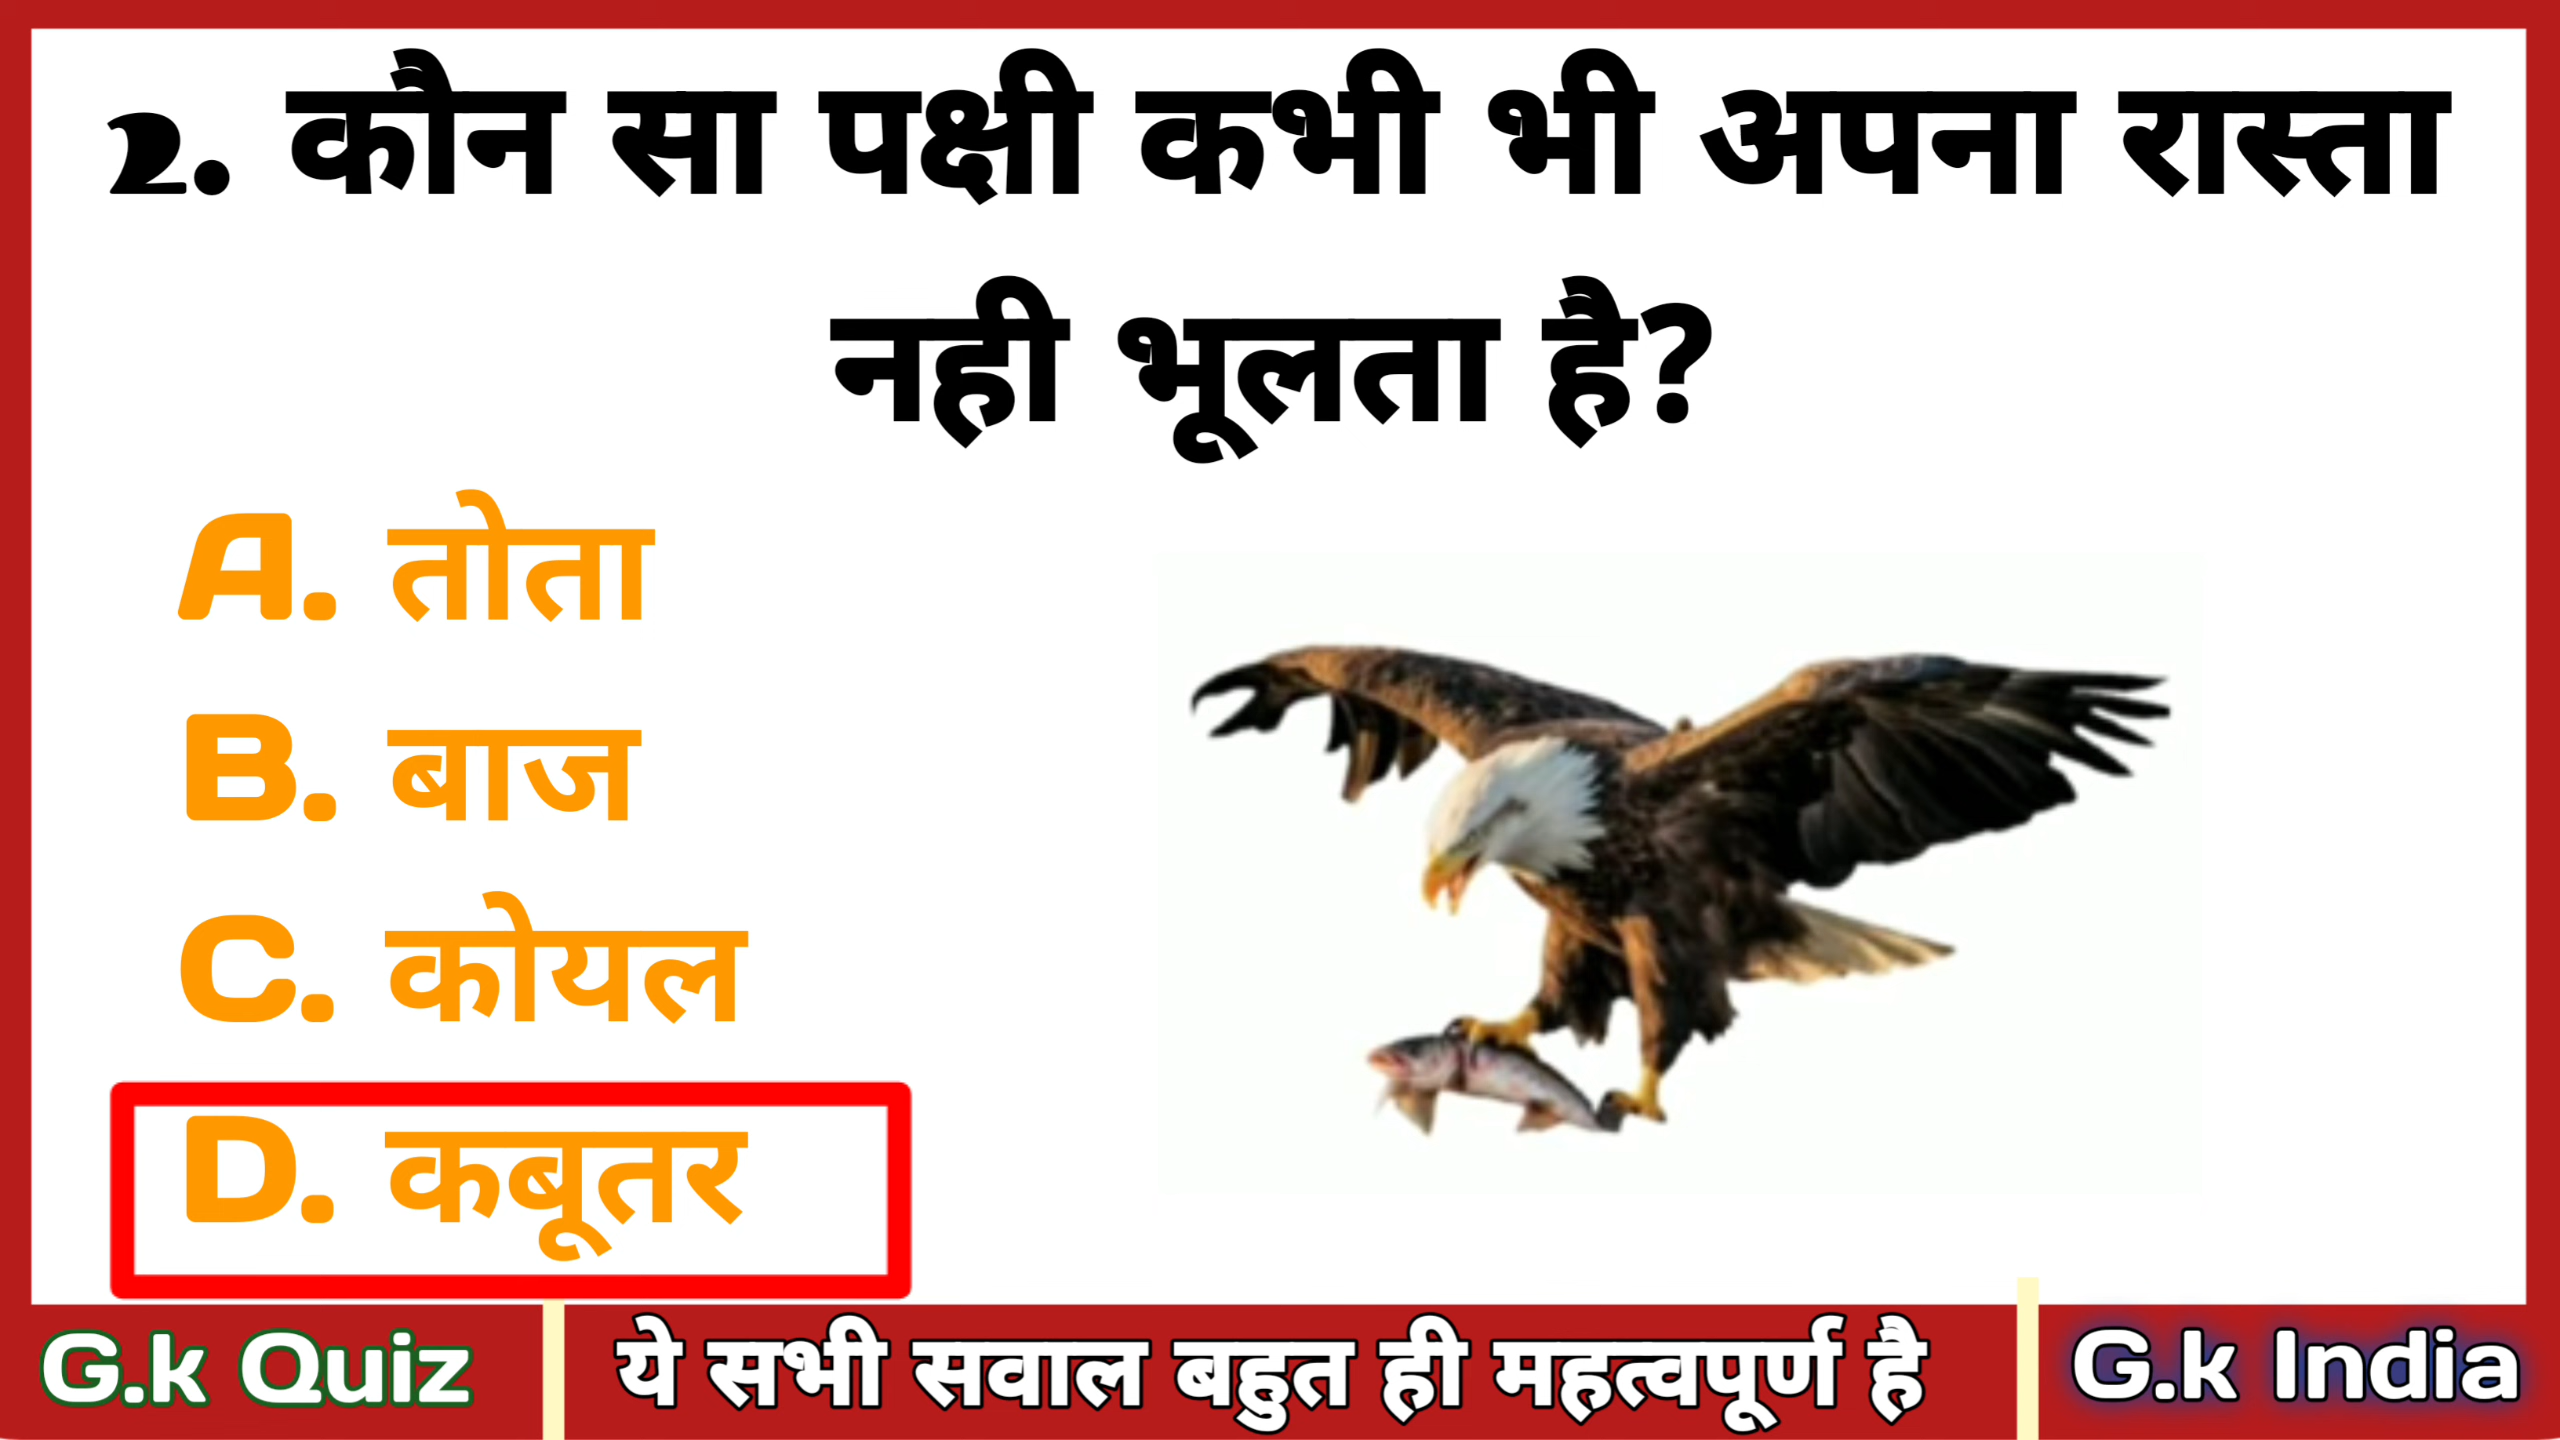 2. कौन सा पक्षी कभी भी अपना रास्ता
नही भूलता है?
A. तोता
B. बाज
C. कोयल
D. कबूतर
G.k Quiz
ये सभी सवाल बहुत ही महत्वपूर्ण है
G.k India